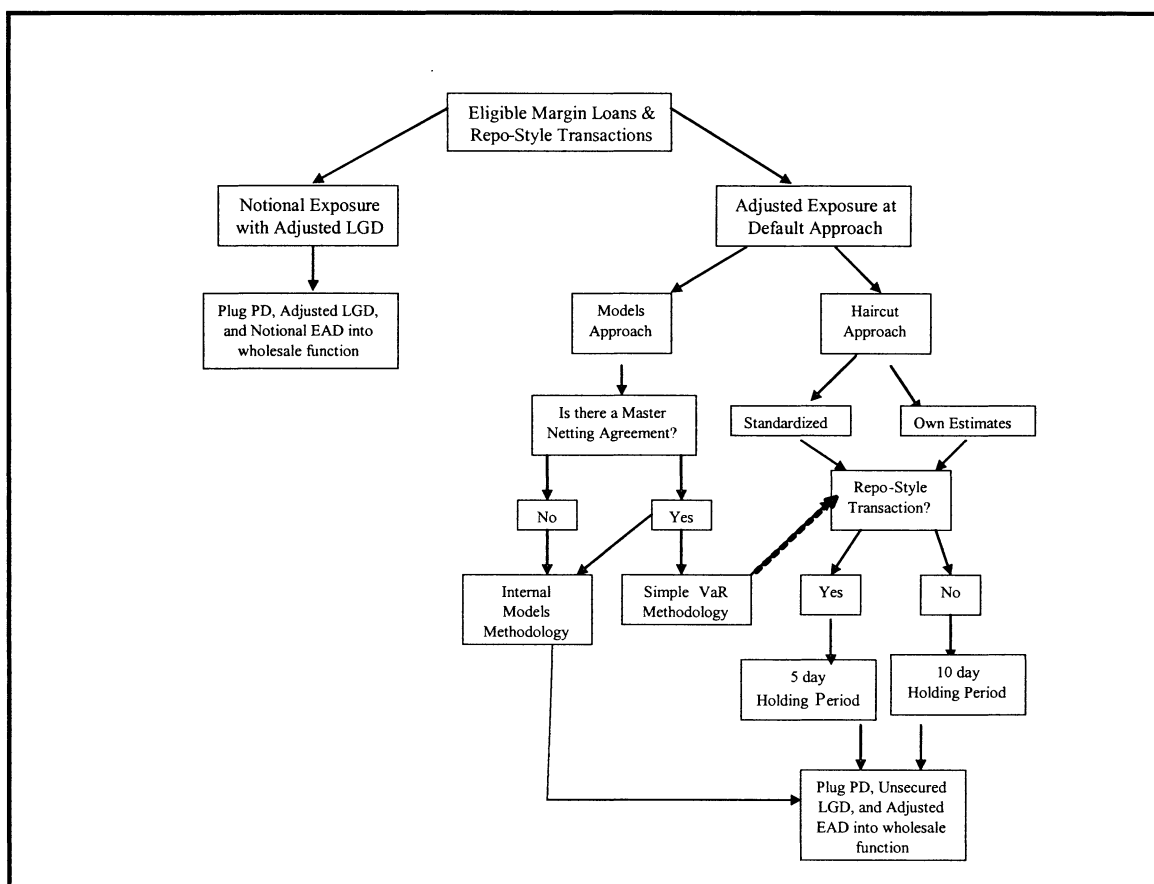 Eligible Margin Loans &
Repo-Style Transactions
Notional Exposure
with Adjusted LGD
Adjusted Exposure at
Default Approach
Plug PD, Adjusted LGD,
and Notional EAD into
wholesale function
Models
Approach
Haircut
Approach
Is there a Master
Netting Agreement?
Standardized
Own Estimates
Repo-Style
Transaction?
No
Yes
Internal
Models
Methodology
Simple VaR
Methodology
Yes
No
5 day
Holding Period
10 day
Holding Period
Plug PD, Unsecured
LGD, and Adjusted
EAD into wholesale
function